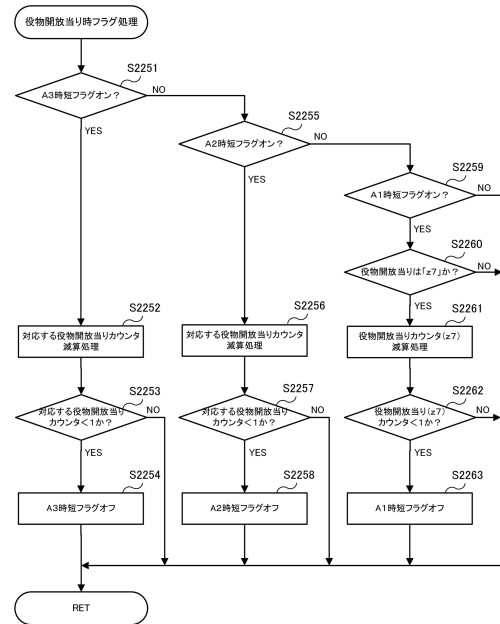 役物開放当り時フラグ処理
S2251
A3時短フラグオン？
NO
YES
S2255
A2時短フラグオン？
NO
YES
S2259
A1時短フラグオン？
NO
YES
S2260
役物開放当りは「z7」か？
NO
YES
S2252
対応する役物開放当りカウンタ
減算処理
S2256
対応する役物開放当りカウンタ
減算処理
S2261
役物開放当りカウンタ(z7)
減算処理
S2253
対応する役物開放当り
カウンタ<1か？
NO
YES
S2257
対応する役物開放当り
カウンタ<1か？
NO
YES
S2262
役物開放当り(z7)
カウンタ<1か？
NO
YES
S2254
A3時短フラグオフ
S2258
A2時短フラグオフ
S2263
A1時短フラグオフ
RET